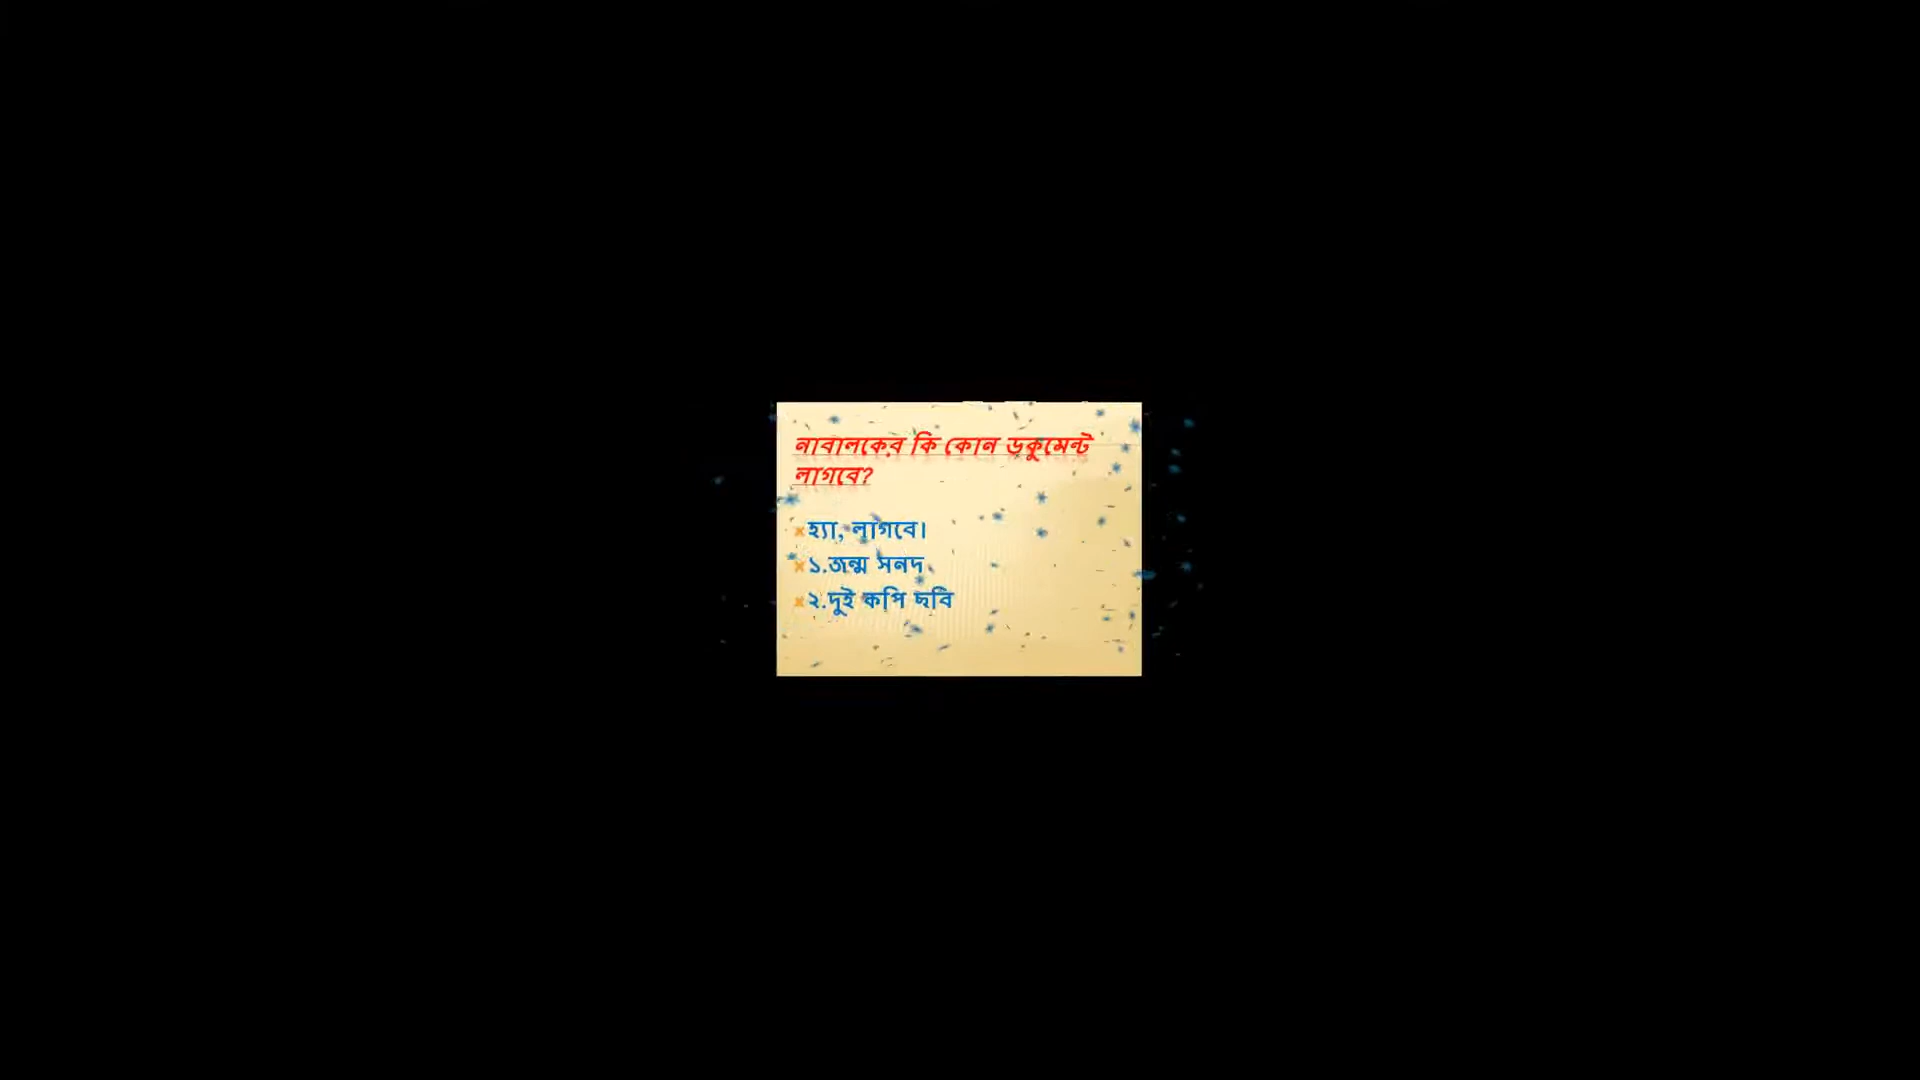 নাবালকের কি কোন ডকুমেন্ট
লাগবে?
হ্যা, লাগবে।
১.জন্ম সনদ
২.দুই কপি ছবি